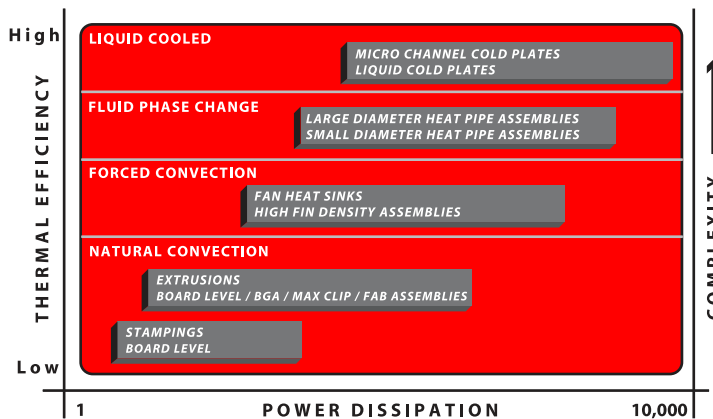 High
LIQUID COOLED
MICRO CHANNEL COLD PLATES
LIQUID COLD PLATES
FLUID PHASE CHANGE
LARGE DIAMETER HEAT PIPE ASSEMBLIES
SMALL DIAMETER HEAT PIPE ASSEMBLIES
FORCED CONVECTION
FAN HEAT SINKS
HIGH FIN DENSITY ASSEMBLIES
NATURAL CONVECTION
EXTRUSIONS
BOARD LEVEL / BGA / MAX CLIP / FAB ASSEMBLIES
STAMPINGS
BOARD LEVEL
Low
THERMAL EFFICIENCY
COMPLEXITY
1
POWER DISSIPATION
10,000